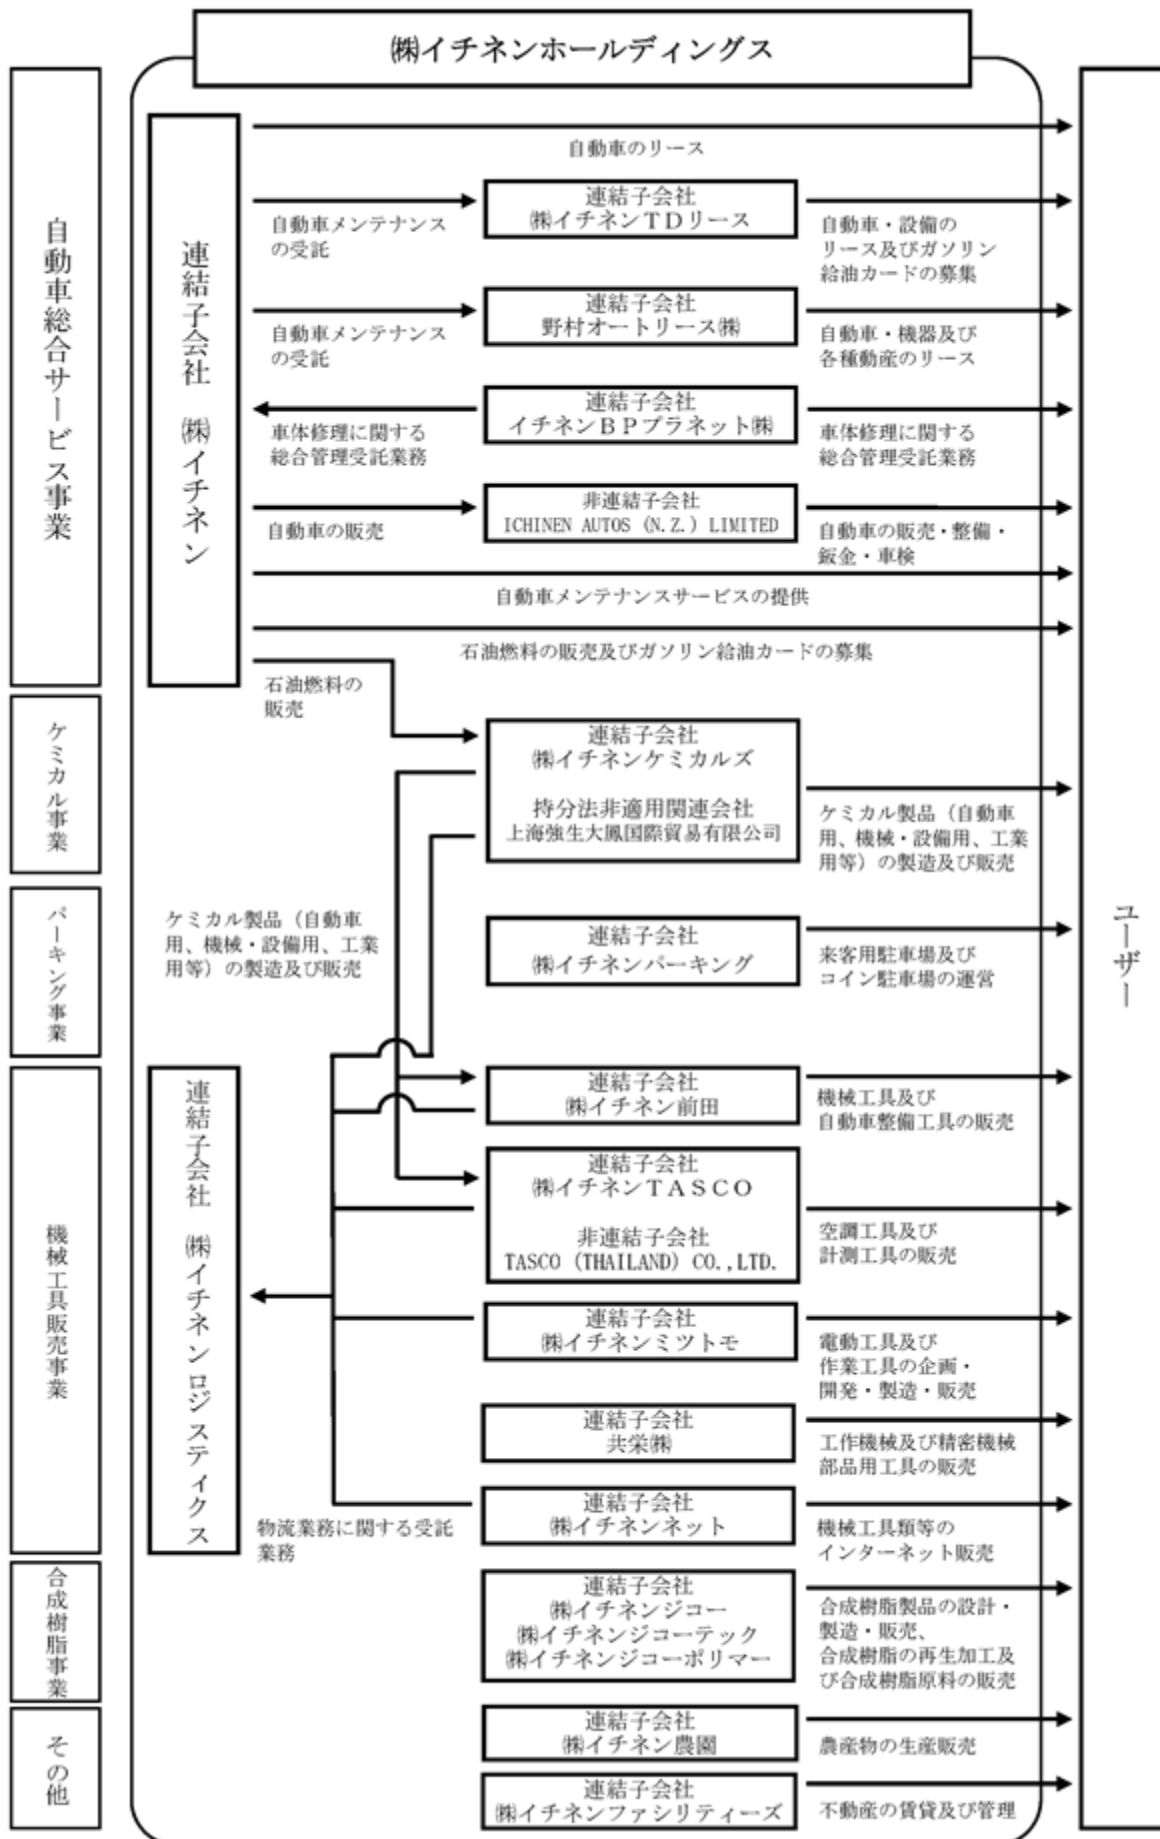 ㈱イチネンホールディングス
自動車総合サービス事業
連結子会社 ㈱イチネン
自動車のリース
自動車メンテナンス
の受託
連結子会社
㈱イチネンTDリース
自動車・設備の
リース及びガソリン
給油カードの募集
自動車メンテナンス
の受託
連結子会社
野村オートリース㈱
自動車・機器及び
各種動産のリース
車体修理に関する
総合管理受託業務
連結子会社
イチネンBPプラネット㈱
車体修理に関する
総合管理受託業務
自動車の販売
非連結子会社
ICHINEN AUTOS (N.Z.) LIMITED
自動車の販売・整備・
鈑金・車検
自動車メンテナンスサービスの提供
石油燃料の販売及びガソリン給油カードの募集
石油燃料の
販売
ケミカル事業
連結子会社
㈱イチネンケミカルズ
持分法非適用関連会社
上海強生大鳳国際貿易有限公司
ケミカル製品（自動車
用、機械・設備用、工業
用等）の製造及び販売
パーキング事業
ケミカル製品（自動車
用、機械・設備用、工業
用等）の製造及び販売
連結子会社
㈱イチネンパーキング
来客用駐車場及び
コイン駐車場の運営
ユーザー
機械工具販売事業
連結子会社 ㈱イチネンロジスティクス
連結子会社
㈱イチネン前田
機械工具及び
自動車整備工具の販売
連結子会社
㈱イチネンTASCO
非連結子会社
TASCO (THAILAND) CO.,LTD.
空調工具及び
計測工具の販売
連結子会社
㈱イチネンミツトモ
電動工具及び
作業工具の企画・
開発・製造・販売
連結子会社
共栄㈱
工作機械及び精密機械
部品用工具の販売
物流業務に関する受託
業務
連結子会社
㈱イチネンネット
機械工具類等の
インターネット販売
合成樹脂事業
連結子会社
㈱イチネンジコー
㈱イチネンジコーテック
㈱イチネンジコーポリマー
合成樹脂製品の設計・
製造・販売、
合成樹脂の再生加工及
び合成樹脂原料の販売
その他
連結子会社
㈱イチネン農園
農産物の生産販売
連結子会社
㈱イチネンファシリティーズ
不動産の賃貸及び管理